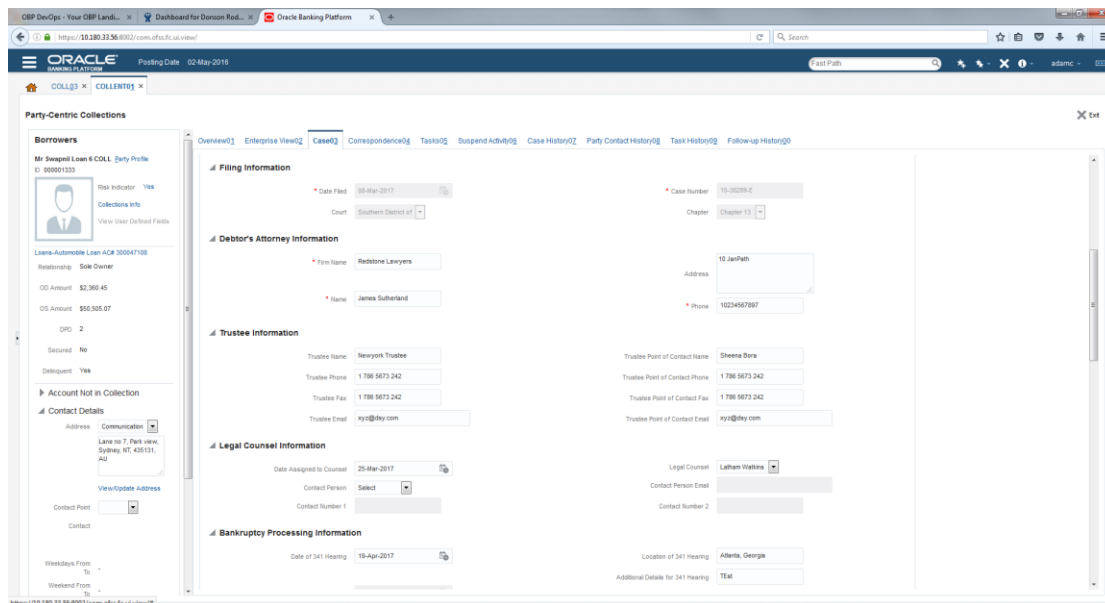 OBP DevOps - Your OBP Landi... × Dashboard for Donson Rod... × Oracle Banking Platform × +
https://10.180.33.56:8002/com.ofss.fc.ui.view/ Search
ORACLE Posting Date 02-May-2016 Fast Path adamc
BANKING PLATFORM
COLL03 × COLLENT01 ×
Party-Centric Collections Exit
Borrowers
Overview01 Enterprise View02 Case03 Correspondence04 Tasks05 Suspend Activity06 Case History07 Party Contact History08 Task History09 Follow-up History00
Mr Swapnil Loan 6 COLL Party Profile
ID 000001333
Risk Indicator Yes
Collections Info
View User Defined Fields
Loans-Automobile Loan AC# 300047108
Relationship Sole Owner
OD Amount $2,360.45
OS Amount $50,505.07
DPD 2
Secured No
Delinquent Yes
Account Not in Collection
Contact Details
Address Communication
Lane no 7, Park view,
Sydney, NT, 435131,
AU
View/Update Address
Contact Point
Contact
Weekdays From
To -
Weekend From
To -
Filing Information
* Date Filed 08-Mar-2017 * Case Number 10-38289-E
Court Southern District of Chapter Chapter 13
Debtor's Attorney Information
* Firm Name Redstone Lawyers Address 10 JanPath
* Name James Sutherland * Phone 10234567897
Trustee Information
Trustee Name Newyork Trustee Trustee Point of Contact Name Sheena Bora
Trustee Phone 1 786 5673 242 Trustee Point of Contact Phone 1 786 5673 242
Trustee Fax 1 786 5673 242 Trustee Point of Contact Fax 1 786 5673 242
Trustee Email xyz@dsy.com Trustee Point of Contact Email xyz@dsy.com
Legal Counsel Information
Date Assigned to Counsel 25-Mar-2017 Legal Counsel Latham Watkins
Contact Person Select Contact Person Email
Contact Number 1 Contact Number 2
Bankruptcy Processing Information
Date of 341 Hearing 19-Apr-2017 Location of 341 Hearing Atlanta, Georgia
Additional Details for 341 Hearing TEst